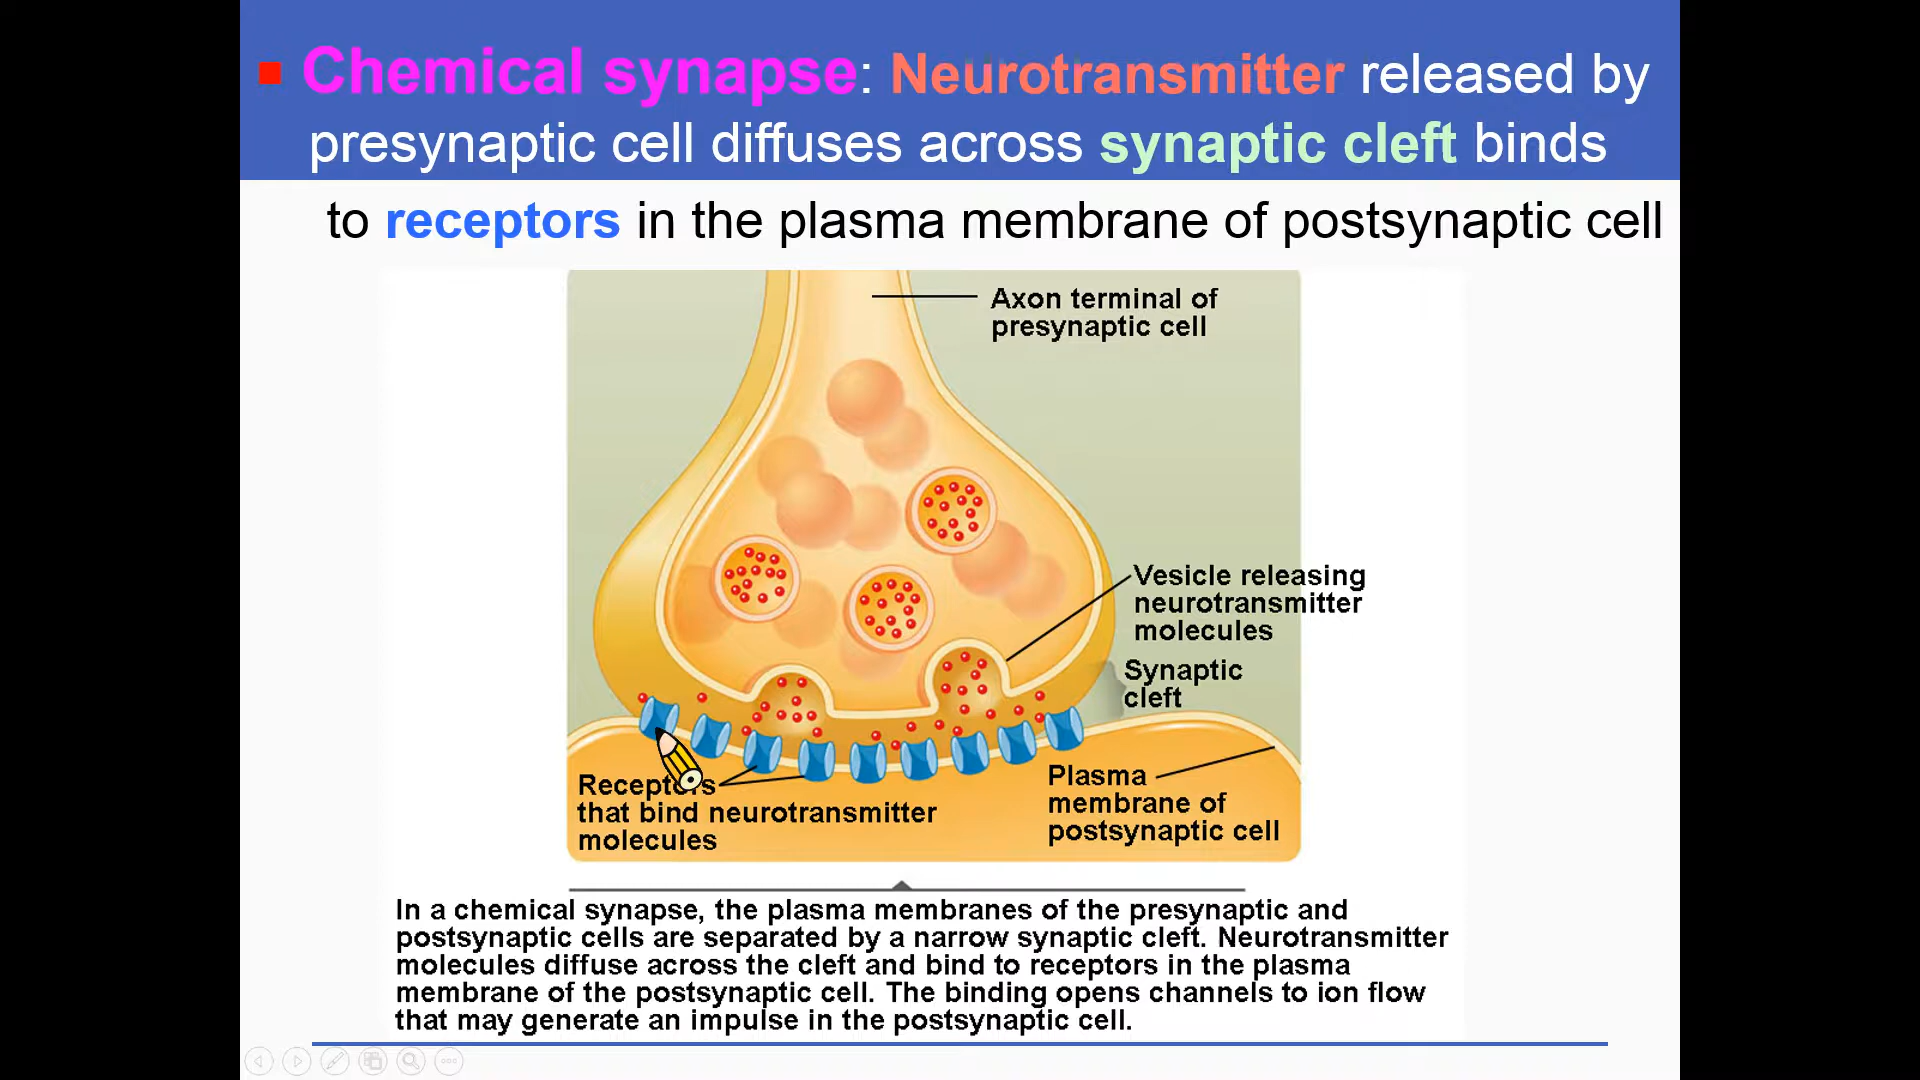 Chemical synapse: Neurotransmitter released by
presynaptic cell diffuses across synaptic cleft binds
to receptors in the plasma membrane of postsynaptic cell
Axon terminal of
presynaptic cell
Vesicle releasing
neurotransmitter
molecules
Synaptic
cleft
Receptors
that bind neurotransmitter
molecules
Plasma
membrane of
postsynaptic cell
In a chemical synapse, the plasma membranes of the presynaptic and
postsynaptic cells are separated by a narrow synaptic cleft. Neurotransmitter
molecules diffuse across the cleft and bind to receptors in the plasma
membrane of the postsynaptic cell. The binding opens channels to ion flow
that may generate an impulse in the postsynaptic cell.